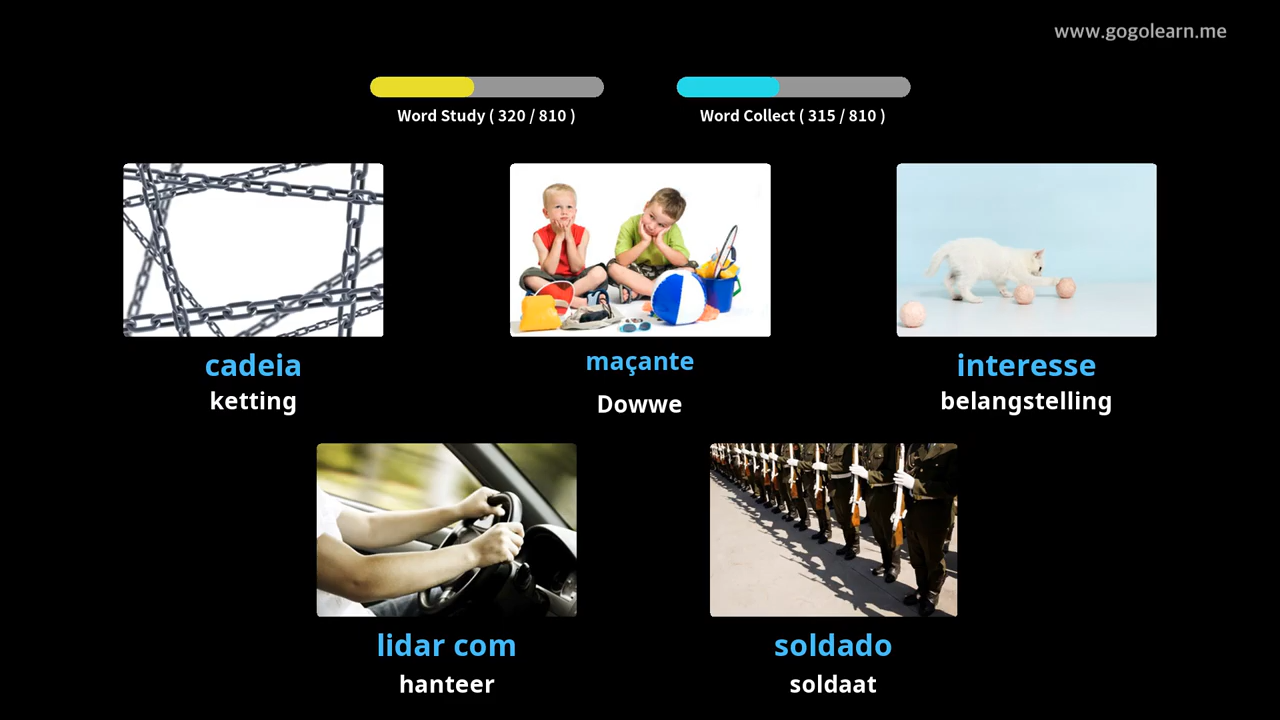 www.gogolearn.me
Word Study ( 320 / 810 )
Word Collect ( 315 / 810 )
cadeia
ketting
maçante
Dowwe
interesse
belangstelling
lidar com
hanteer
soldado
soldaat